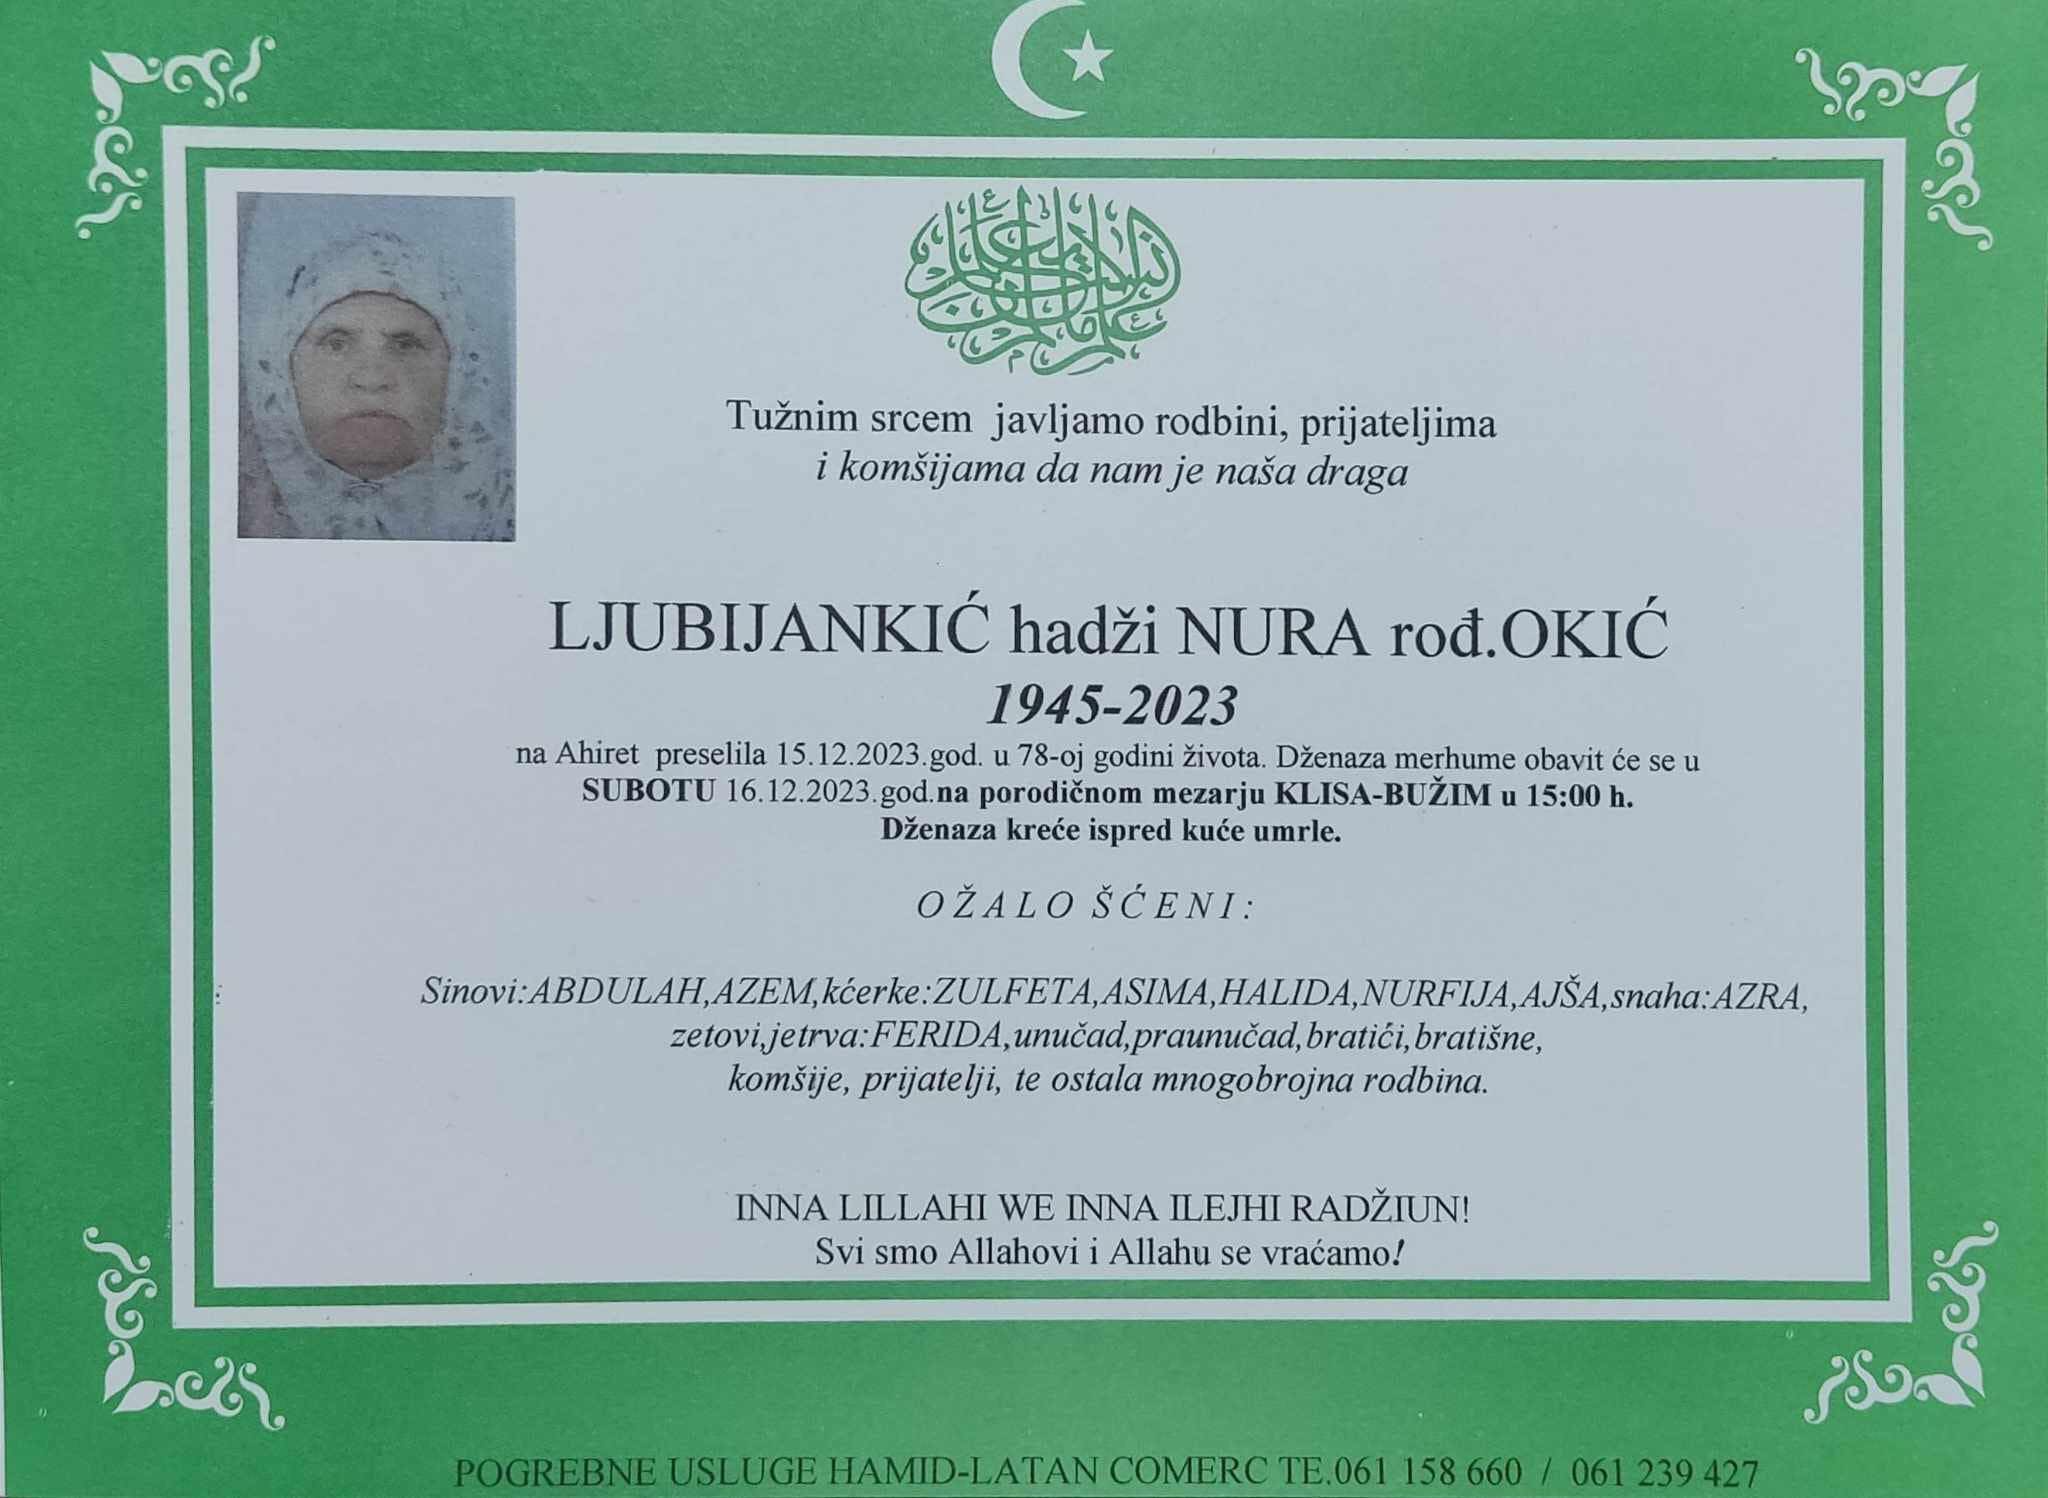 Tužnim srcem javljamo rodbini, prijateljima
i komšijama da nam je naša draga
LJUBIJANKIĆ hadži NURA rođ.OKIĆ
1945-2023
na Ahiret preselila 15.12.2023.god. u 78-oj godini života. Dženaza merhume obavit će se u
SUBOTU 16.12.2023.god.na porodičnom mezarju KLISA-BUŽIM u 15:00 h.
Dženaza kreće ispred kuće umrle.
OŽALO ŠĆENI:
Sinovi:ABDULAH,AZEM,kćerke:ZULFETA,ASIMA,HALIDA,NURFIJA,AJŠA,snaha:AZRA,
zetovi,jetrva:FERIDA,unučad,praunučad,bratići,bratišne,
komšije, prijatelji, te ostala mnogobrojna rodbina.
INNA LILLAHI WE INNA ILEJHI RADŽIUN!
Svi smo Allahovi i Allahu se vraćamo!
POGREBNE USLUGE HAMID-LATAN COMERC TE.061 158 660 / 061 239 427